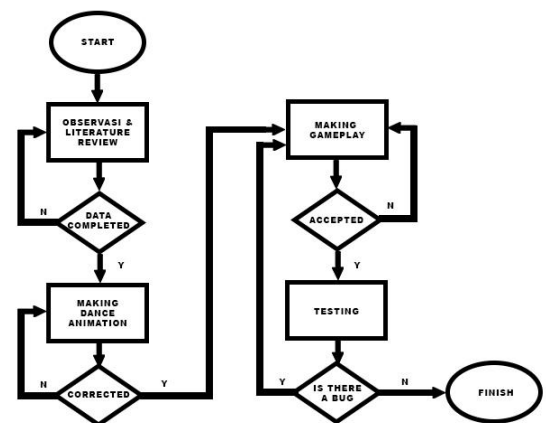 START
OBSERVASI &
LITERATURE
REVIEW
N
DATA
COMPLETED
Y
MAKING
DANCE
ANIMATION
N
CORRECTED
Y
MAKING
GAMEPLAY
ACCEPTED
N
Y
TESTING
Y
IS THERE
A BUG
N
FINISH